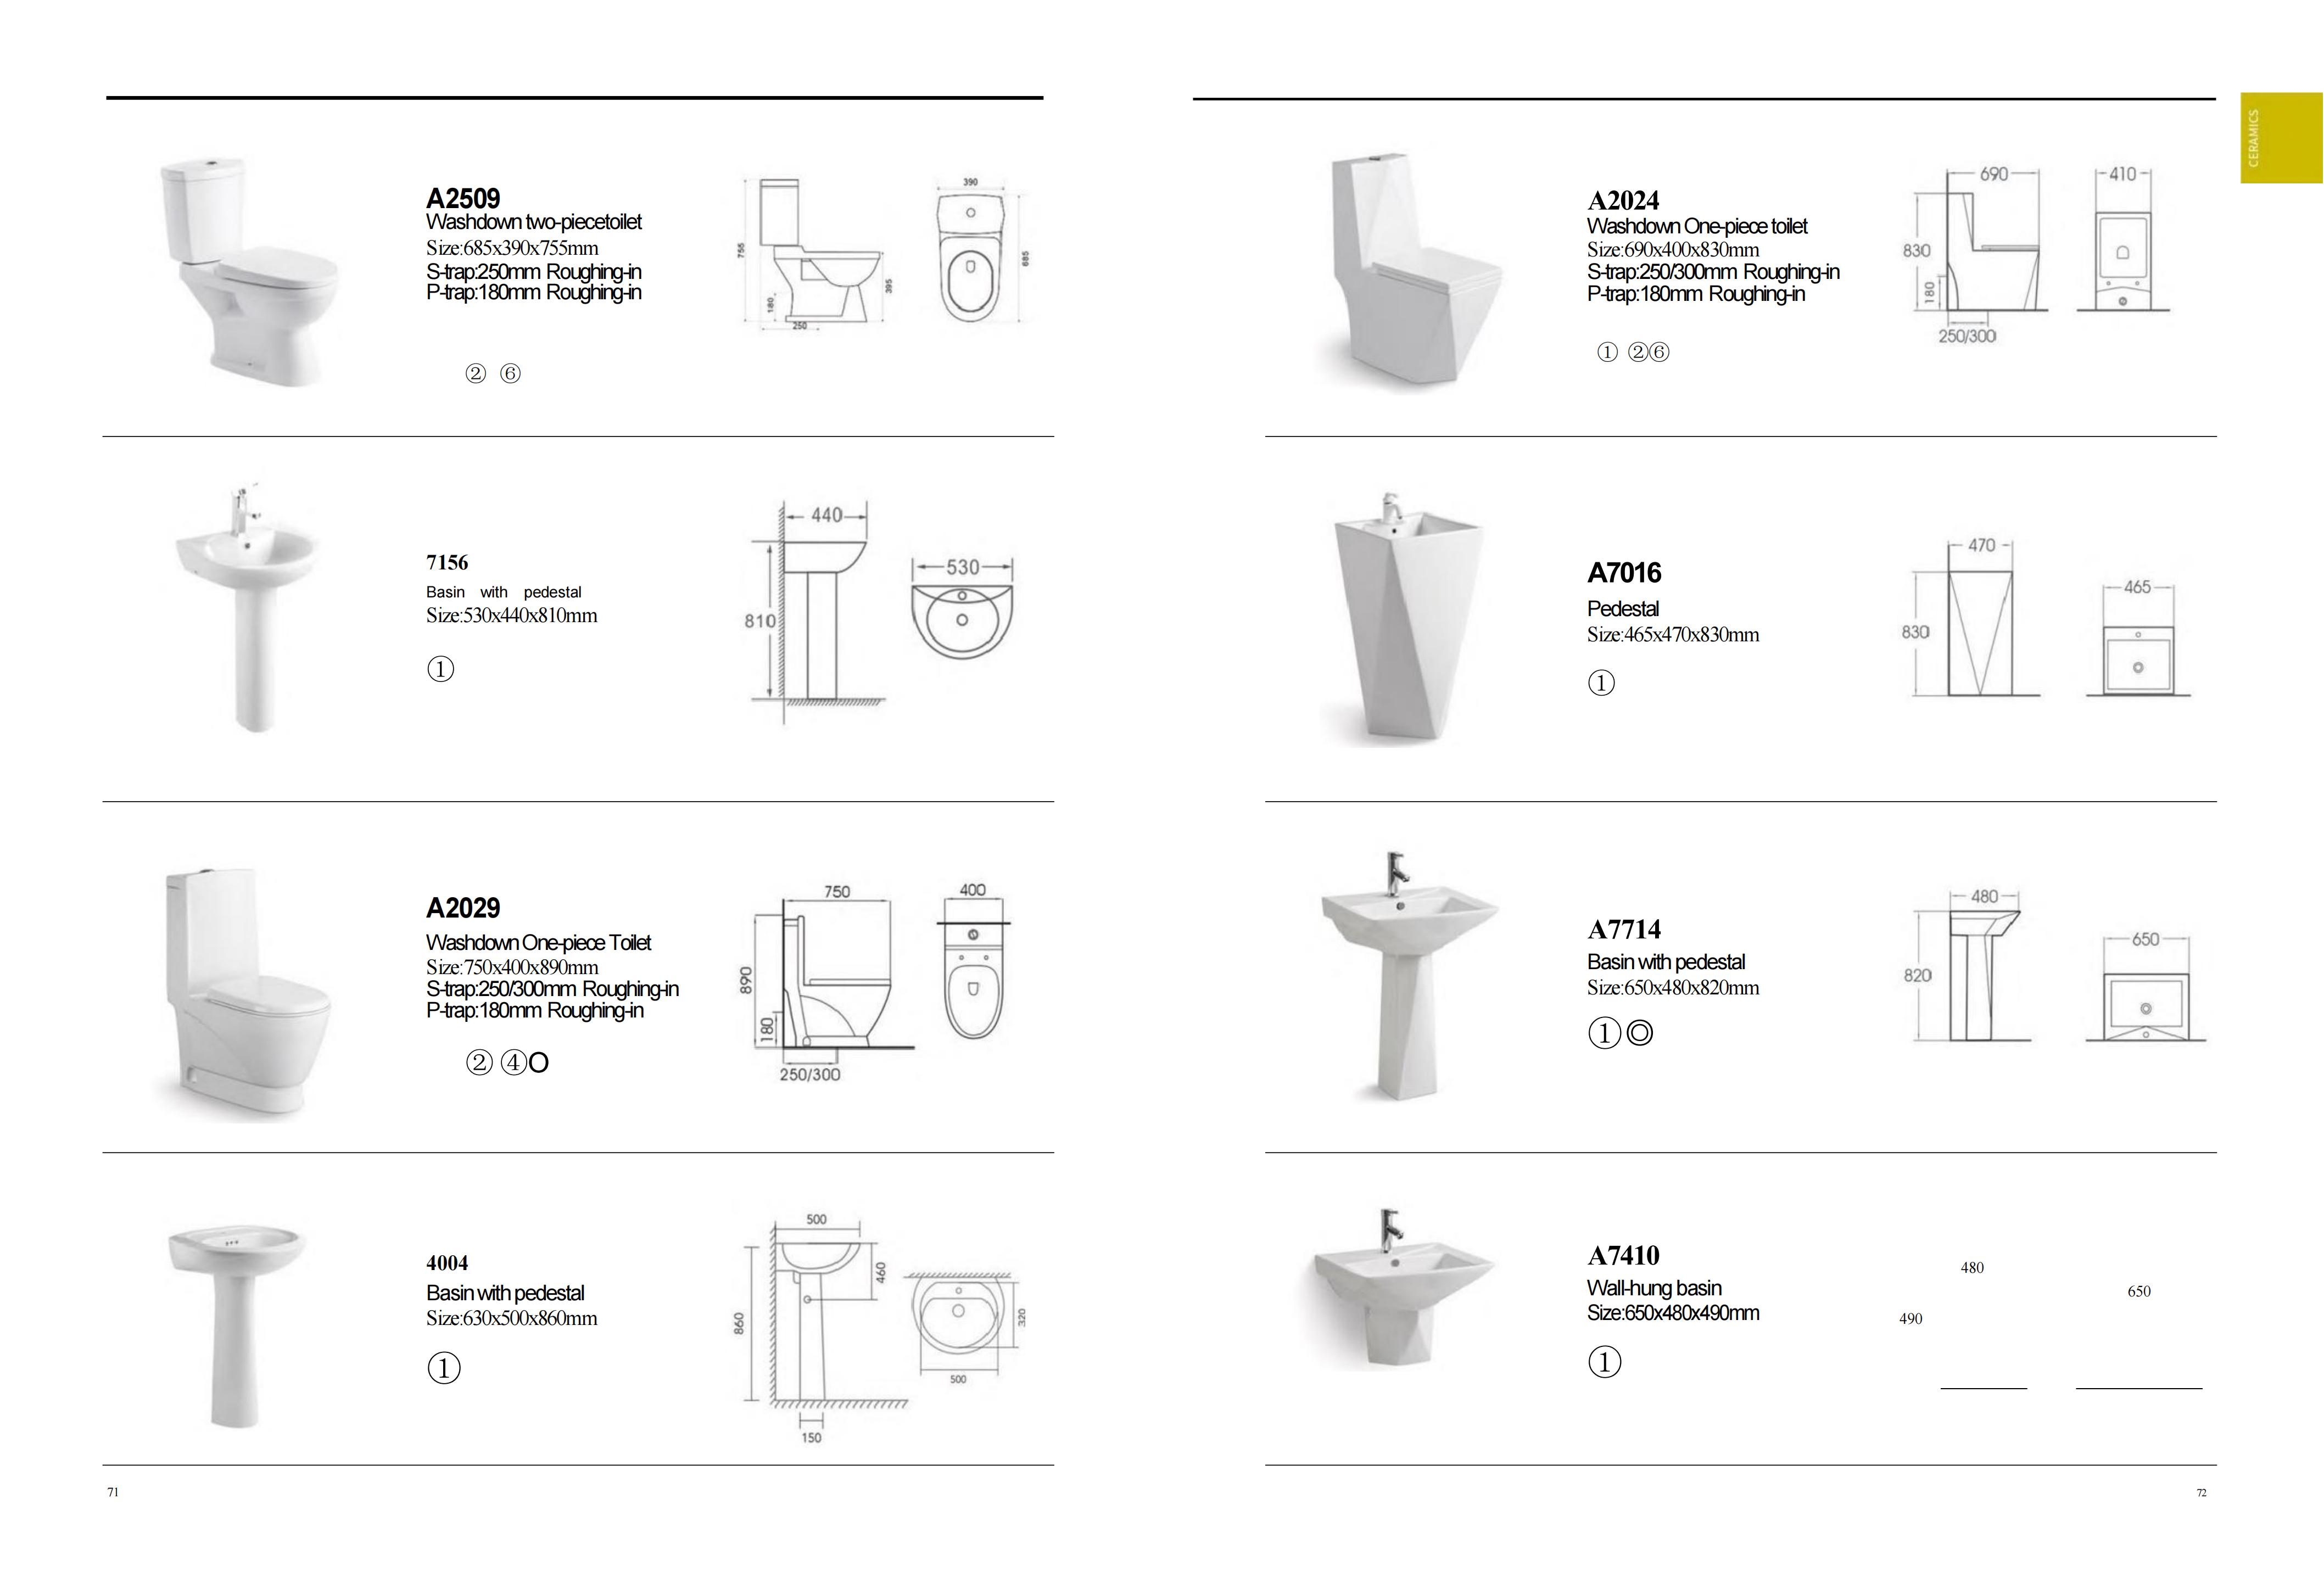 A2509
Washdown two-piecetoilet
Size:685x390x755mm
S-trap:250mm Roughing-in
P-trap:180mm Roughing-in
② ⑥
755
180
250
395
390
685
7156
Basin with pedestal
Size:530x440x810mm
①
440
810
530
A2029
Washdown One-piece Toilet
Size:750x400x890mm
S-trap:250/300mm Roughing-in
P-trap:180mm Roughing-in
② ④O
750
890
180
250/300
400
4004
Basin with pedestal
Size:630x500x860mm
①
500
860
460
150
320
500
71
CERAMICS
A2024
Washdown One-piece toilet
Size:690x400x830mm
S-trap:250/300mm Roughing-in
P-trap:180mm Roughing-in
① ②⑥
690
830
180
250/300
410
A7016
Pedestal
Size:465x470x830mm
①
470
830
465
A7714
Basin with pedestal
Size:650x480x820mm
①◎
480
820
650
A7410
Wall-hung basin
Size:650x480x490mm
①
480
650
490
72